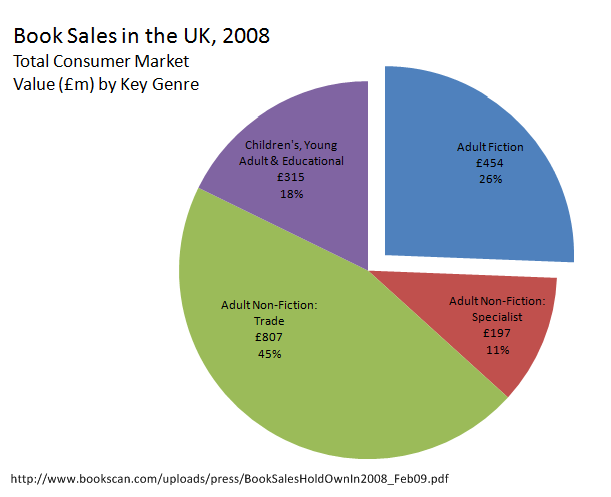 Book Sales in the UK, 2008
Total Consumer Market
Value (£m) by Key Genre
Children's, Young
Adult & Educational
£315
18%
Adult Fiction
£454
26%
Adult Non-Fiction:
Trade
£807
45%
Adult Non-Fiction:
Specialist
£197
11%
http://www.bookscan.com/uploads/press/BookSalesHoldOwnIn2008_Feb09.pdf